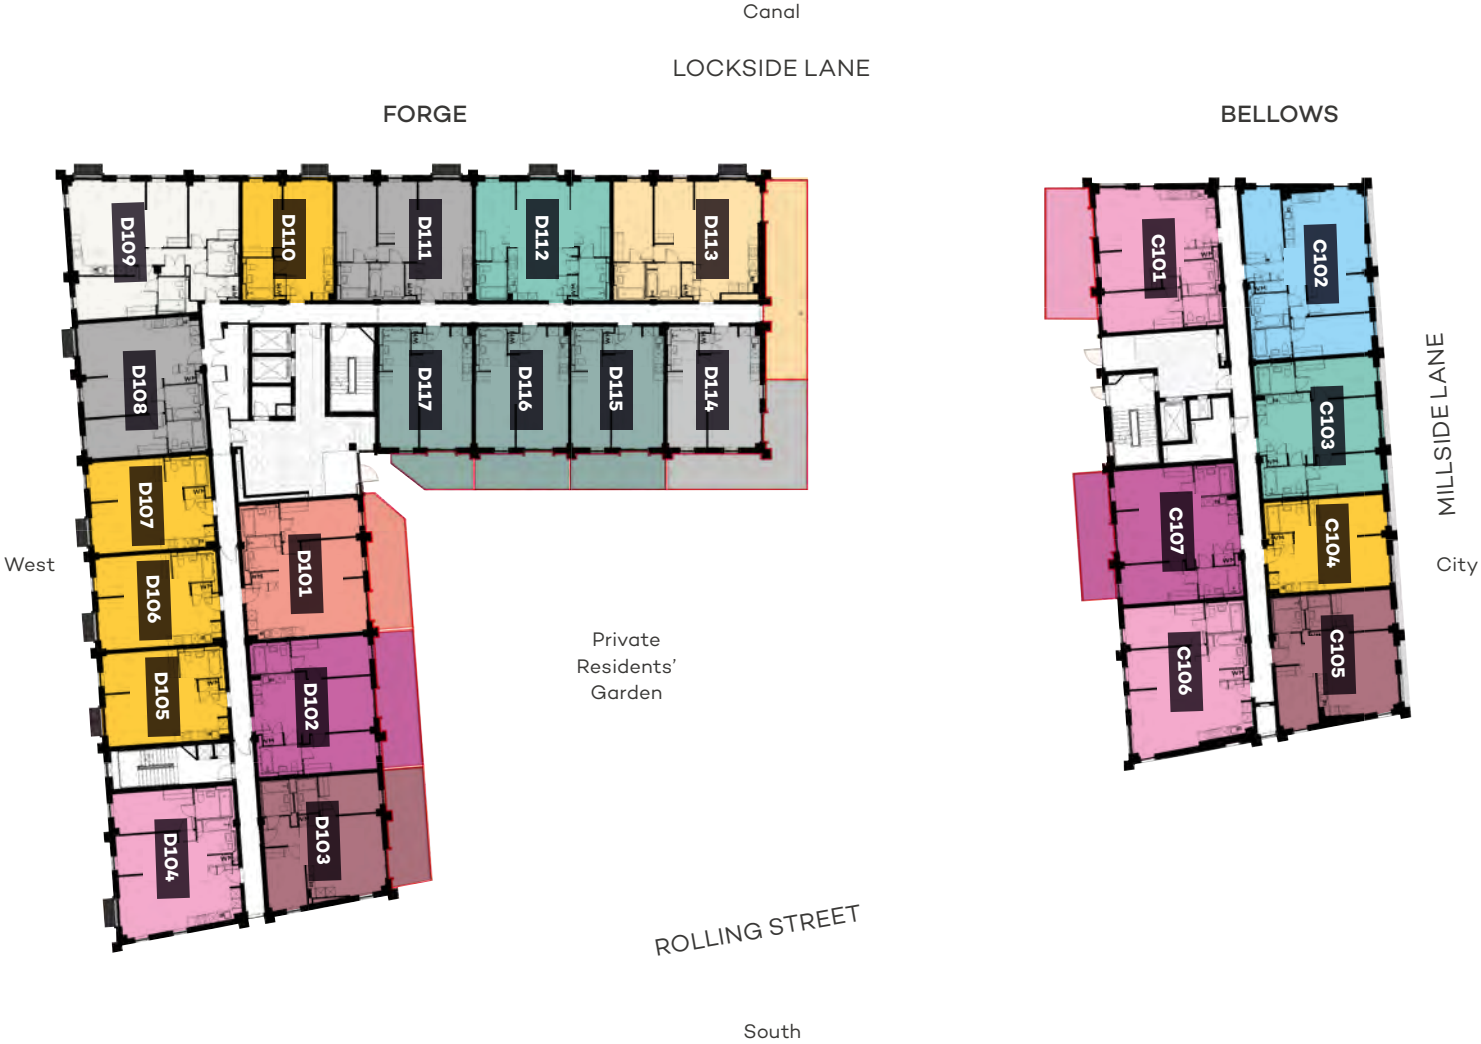 Canal
LOCKSIDE LANE
FORGE
BELLOWS
D109
D110
D111
D112
D113
C101
C102
D108
D117
D116
D115
D114
C103
MILLSIDE LANE
D107
D101
C107
C104
West
City
D106
Private
Residents’
Garden
D105
D102
C106
C105
D104
D103
ROLLING STREET
South